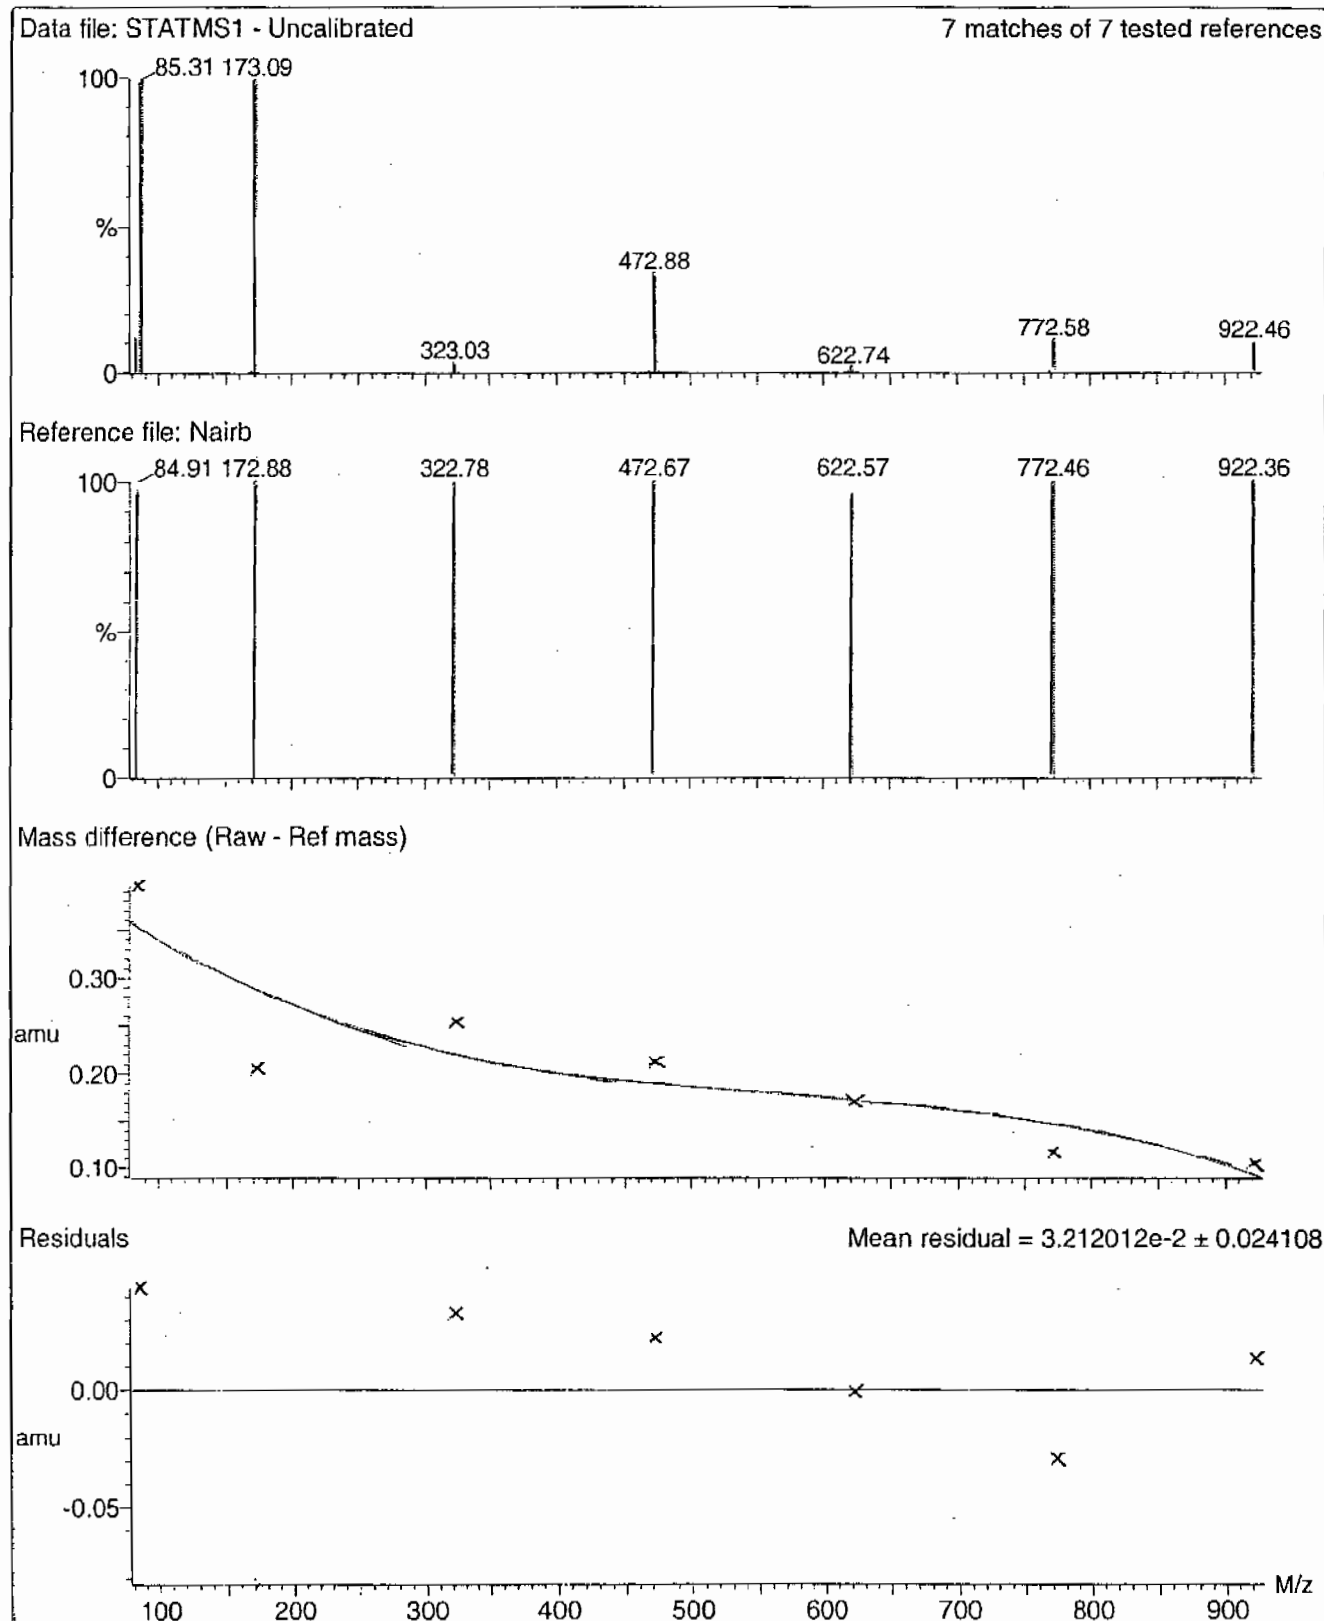 Data file: STATMS1 - Uncalibrated 7 matches of 7 tested references
85.31 173.09
100
%
472.88
772.58 922.46
323.03 622.74
0
Reference file: Nairb
84.91 172.88 322.78 472.67 622.57 772.46 922.36
100
%
0
Mass difference (Raw - Ref mass)
0.30
amu
0.20
0.10
Residuals Mean residual = 3.212012e-2 ± 0.024108
0.00
amu
-0.05
M/z
100 200 300 400 500 600 700 800 900